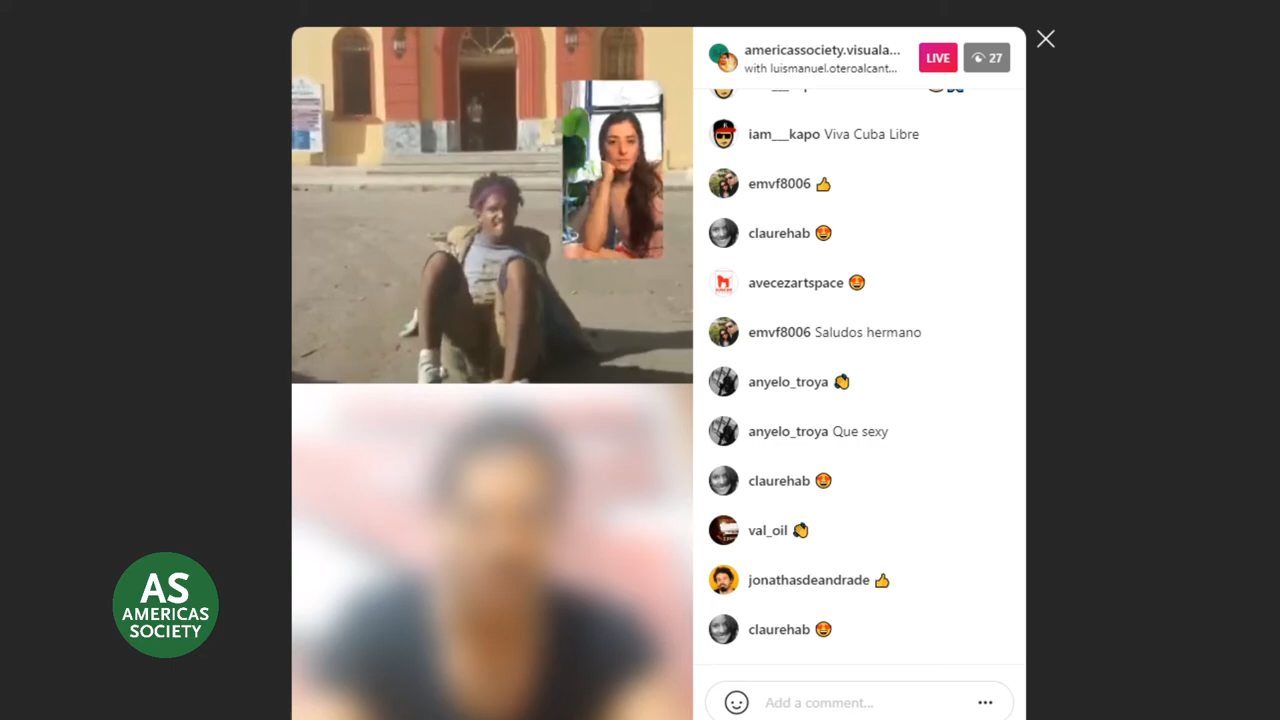 americassociety.visuala...
with luismanuel.oteroalcant...
LIVE
27
iam___kapo Viva Cuba Libre
emvf8006 👍
claurehab 😍
avecezartspace 😍
emvf8006 Saludos hermano
anyelo_troya 👏
anyelo_troya Que sexy
claurehab 😍
val_oil 👏
jonathasdeandrade 👍
claurehab 😍
Add a comment...
AS
AMERICAS
SOCIETY